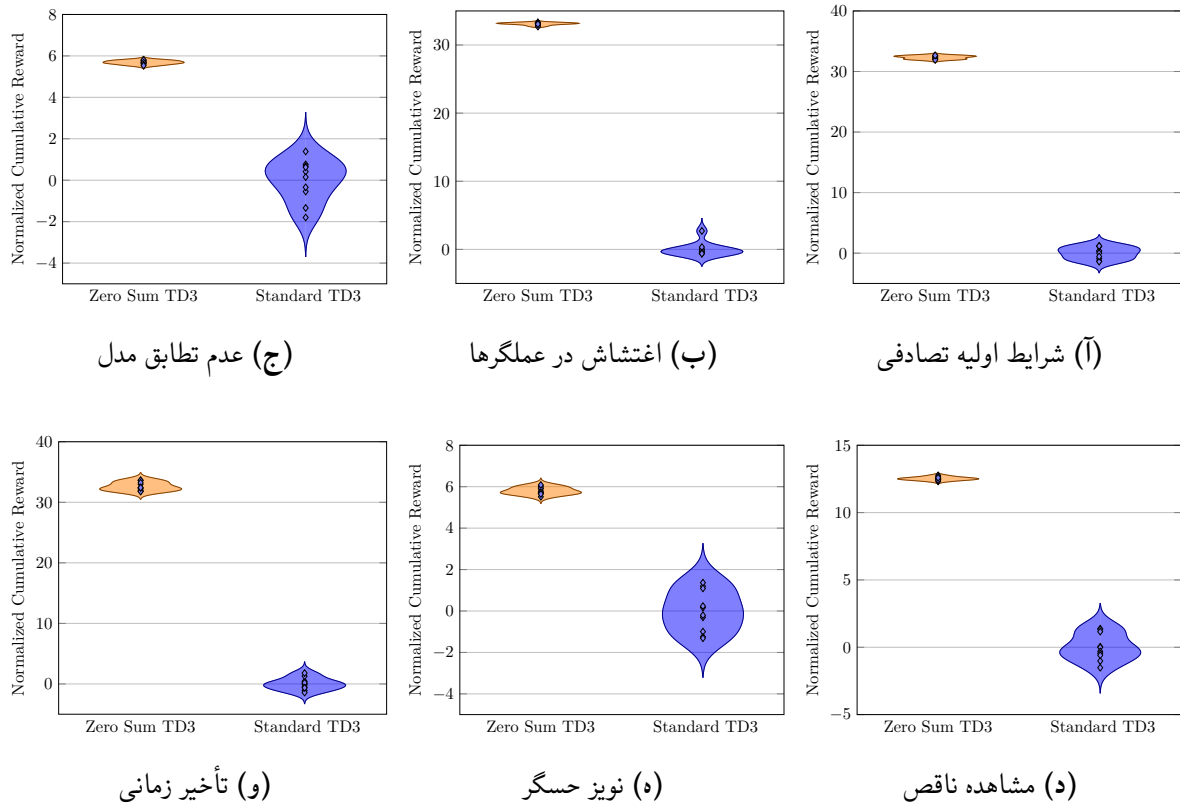 8
6
4
2
0
−2
−4
Normalized Cumulative Reward
Zero Sum TD3
Standard TD3
(ج) عدم تطابق مدل
30
20
10
0
Normalized Cumulative Reward
Zero Sum TD3
Standard TD3
(ب) اغتشاش در عملگرها
40
30
20
10
0
Normalized Cumulative Reward
Zero Sum TD3
Standard TD3
(آ) شرایط اولیه تصادفی
40
30
20
10
0
Normalized Cumulative Reward
Zero Sum TD3
Standard TD3
(و) تأخیر زمانی
8
6
4
2
0
−2
−4
Normalized Cumulative Reward
Zero Sum TD3
Standard TD3
(ه) نویز حسگر
15
10
5
0
−5
Normalized Cumulative Reward
Zero Sum TD3
Standard TD3
(د) مشاهده ناقص